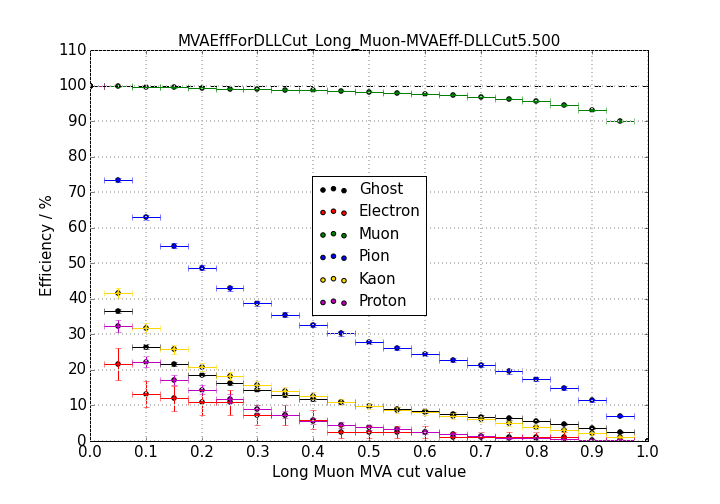 MVAEffForDLLCut_Long_Muon-MVAEff-DLLCut5.500
110
100
90
80
70
60
50
40
30
20
10
0
Efficiency / %
Ghost
Electron
Muon
Pion
Kaon
Proton
0.0 0.1 0.2 0.3 0.4 0.5 0.6 0.7 0.8 0.9 1.0
Long Muon MVA cut value